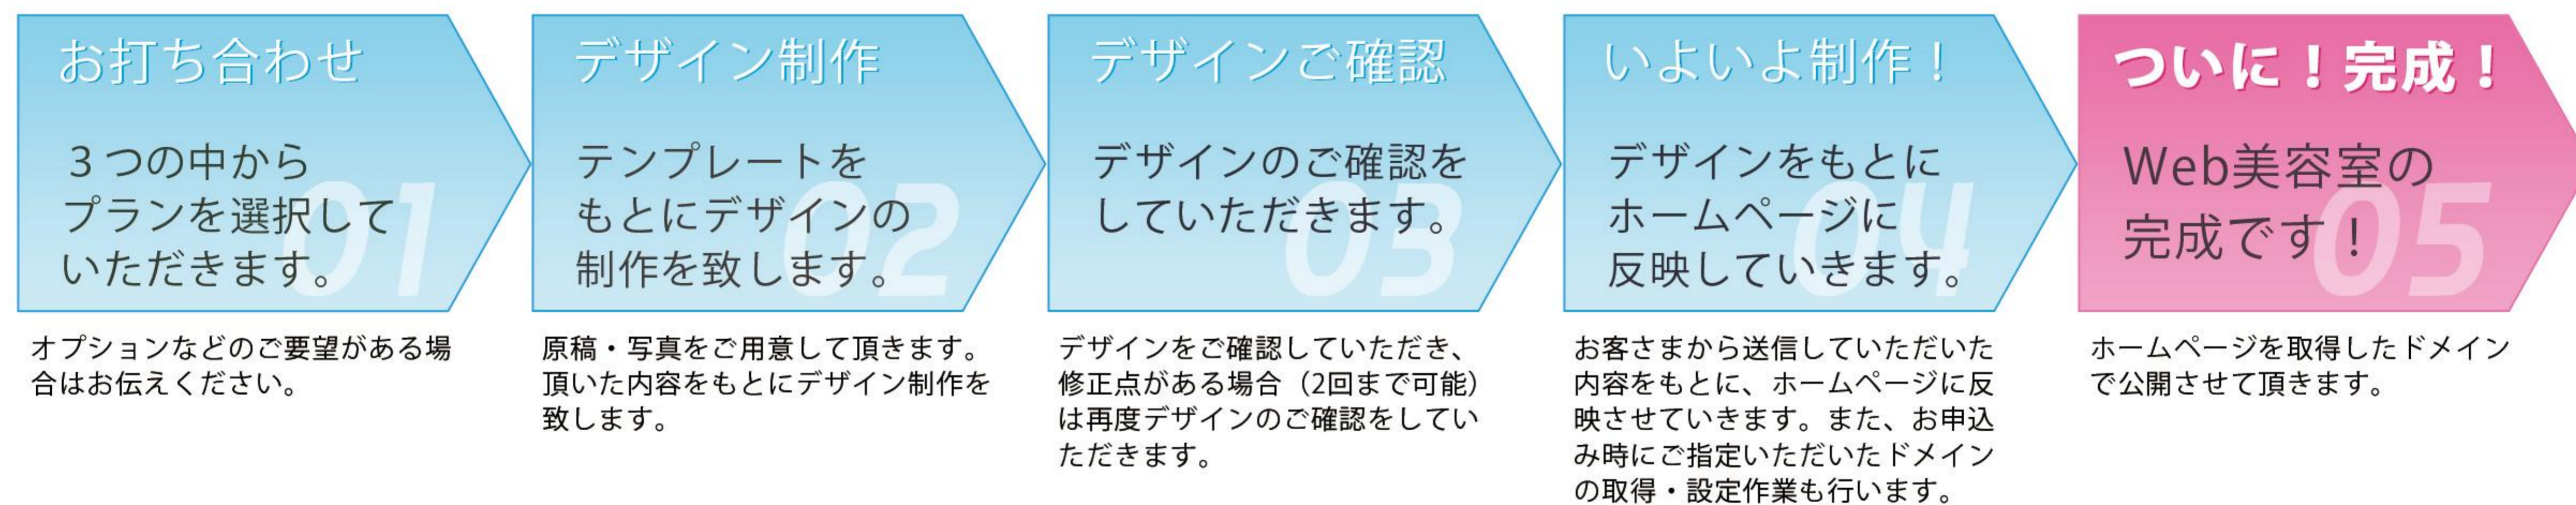 お打ち合わせ
３つの中から
プランを選択して
いただきます。
01
オプションなどのご要望がある場
合はお伝えください。
デザイン制作
テンプレートを
もとにデザインの
制作を致します。
02
原稿・写真をご用意して頂きます。
頂いた内容をもとにデザイン制作を
致します。
デザインご確認
デザインのご確認を
していただきます。
03
デザインをご確認していただき、
修正点がある場合（2回まで可能）
は再度デザインのご確認をしてい
ただきます。
いよいよ制作！
デザインをもとに
ホームページに
反映していきます。
04
お客さまから送信していただいた
内容をもとに、ホームページに反
映させていきます。また、お申込
み時にご指定いただいたドメイン
の取得・設定作業も行います。
ついに！完成！
Web美容室の
完成です！
05
ホームページを取得したドメイン
で公開させて頂きます。